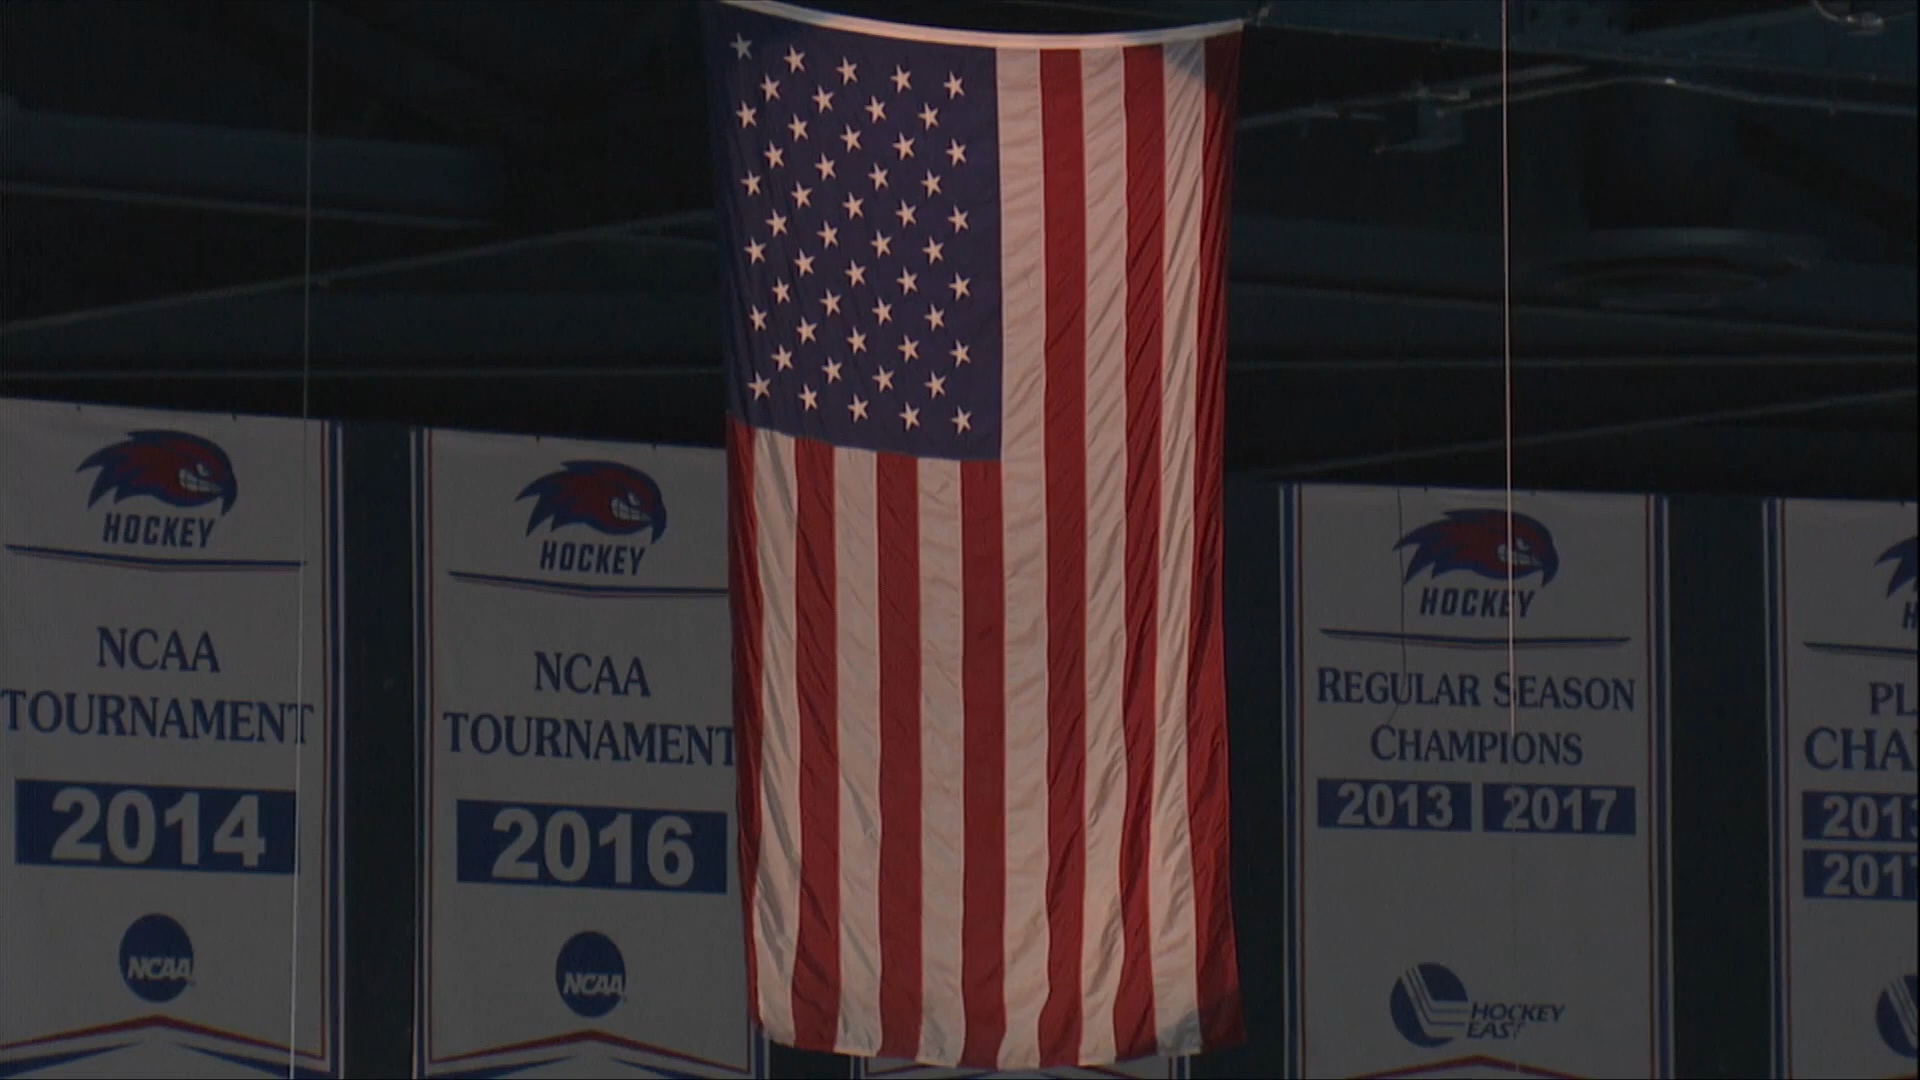 HOCKEY
NCAA
TOURNAMENT
2014
NCAA
HOCKEY
NCAA
TOURNAMENT
2016
NCAA
HOCKEY
REGULAR SEASON
CHAMPIONS
2013 2017
HOCKEY
EAST